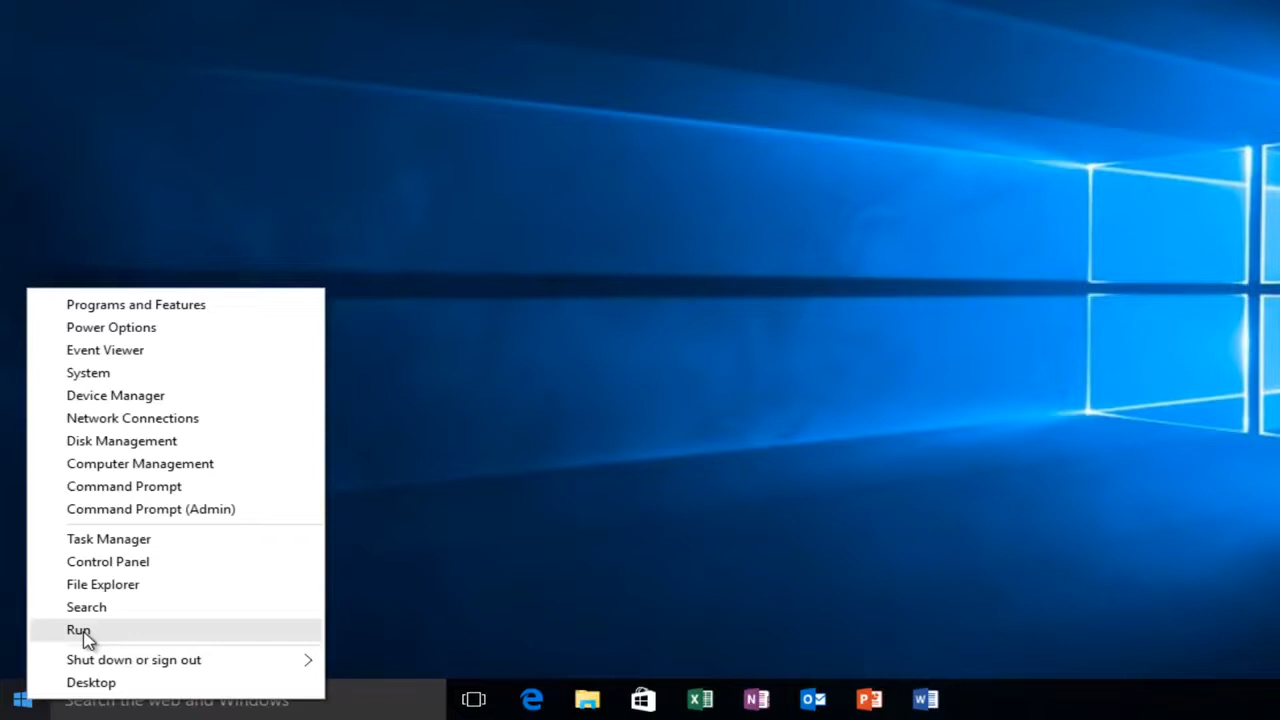 Programs and Features
Power Options
Event Viewer
System
Device Manager
Network Connections
Disk Management
Computer Management
Command Prompt
Command Prompt (Admin)
Task Manager
Control Panel
File Explorer
Search
Run
Shut down or sign out
Desktop
Search the web and Windows